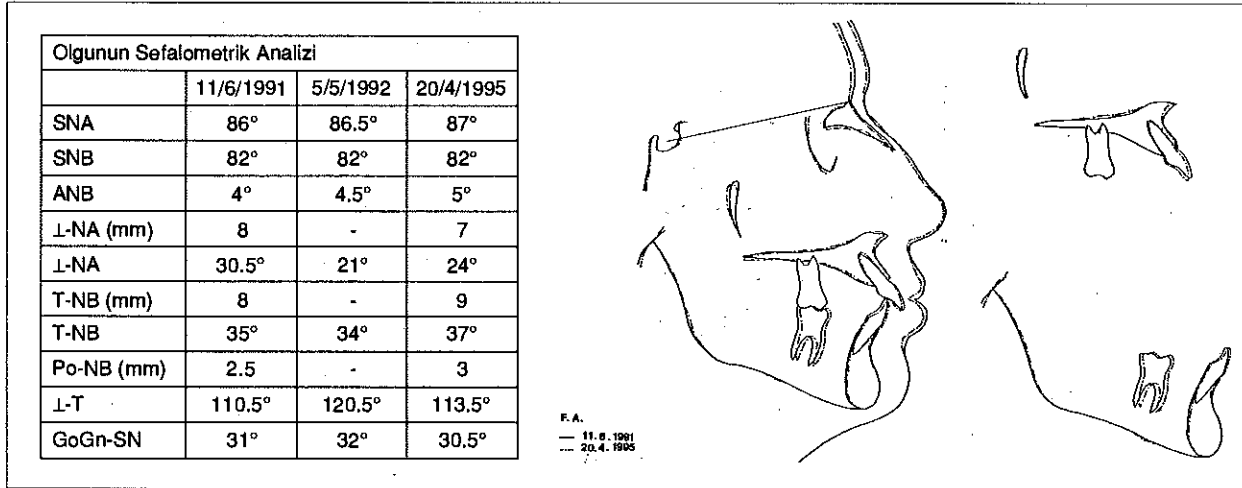 Olgunun Sefalometrik Analizi
11/6/1991 5/5/1992 20/4/1995
SNA 86° 86.5° 87°
SNB 82° 82° 82°
ANB 4° 4.5° 5°
⊥-NA (mm) 8 - 7
⊥-NA 30.5° 21° 24°
T-NB (mm) 8 - 9
T-NB 35° 34° 37°
Po-NB (mm) 2.5 - 3
⊥-T 110.5° 120.5° 113.5°
GoGn-SN 31° 32° 30.5°
F.A.
— 11.6.1991
---- 20.4.1995